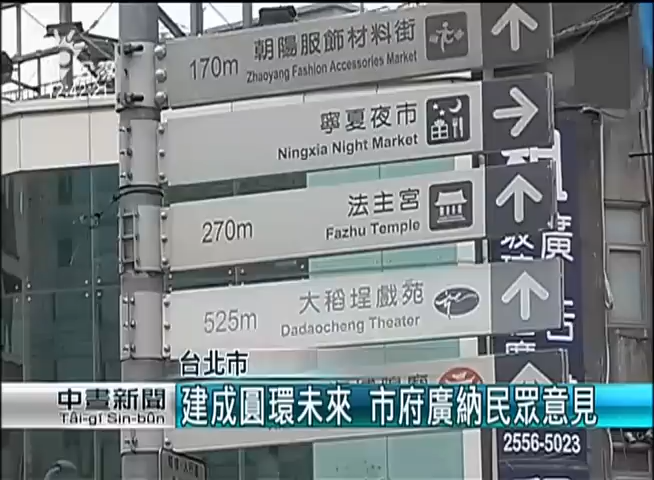 170m
朝陽服飾材料街
Zhaoyang Fashion Accessories Market
寧夏夜市
Ningxia Night Market
270m
法主宮
Fazhu Temple
525m
大稻埕戲苑
Dadaocheng Theater
廣
台北市
中晝新聞
Tâi-gí Sin-bûn
建成圓環未來 市府廣納民眾意見
2556-5023